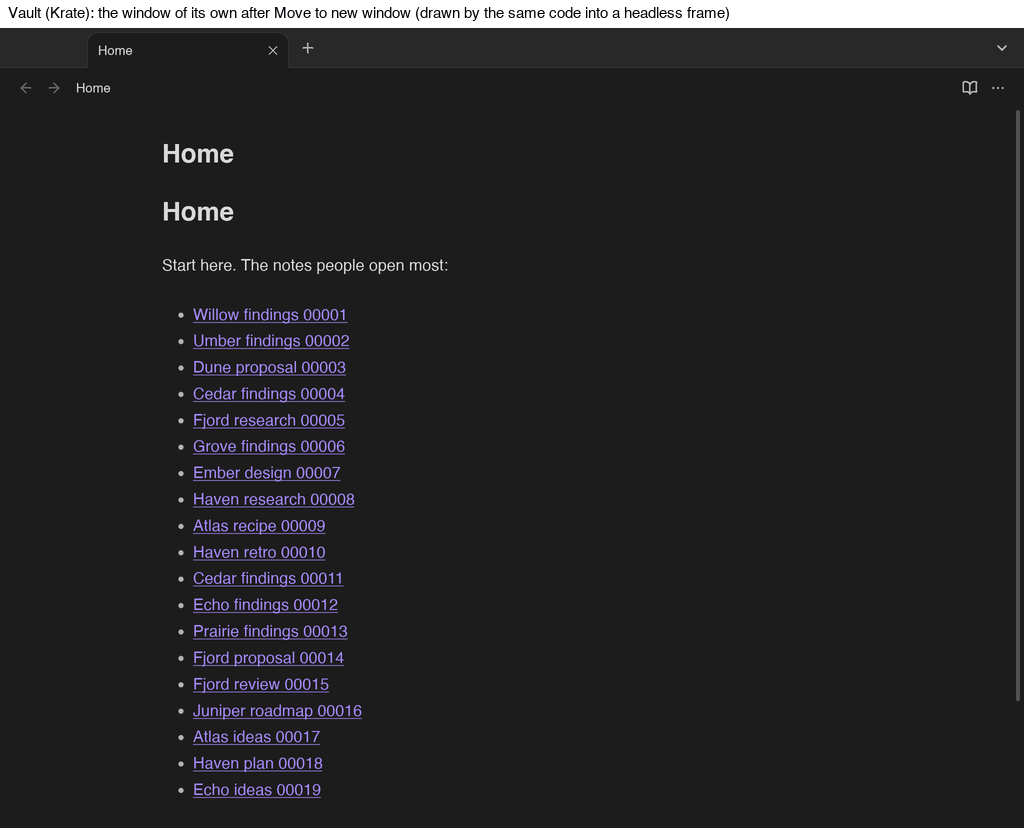 Vault (Krate): the window of its own after Move to new window (drawn by the same code into a headless frame)
Home
Home
Home
Home
Start here. The notes people open most:
Willow findings 00001
Umber findings 00002
Dune proposal 00003
Cedar findings 00004
Fjord research 00005
Grove findings 00006
Ember design 00007
Haven research 00008
Atlas recipe 00009
Haven retro 00010
Cedar findings 00011
Echo findings 00012
Prairie findings 00013
Fjord proposal 00014
Fjord review 00015
Juniper roadmap 00016
Atlas ideas 00017
Haven plan 00018
Echo ideas 00019